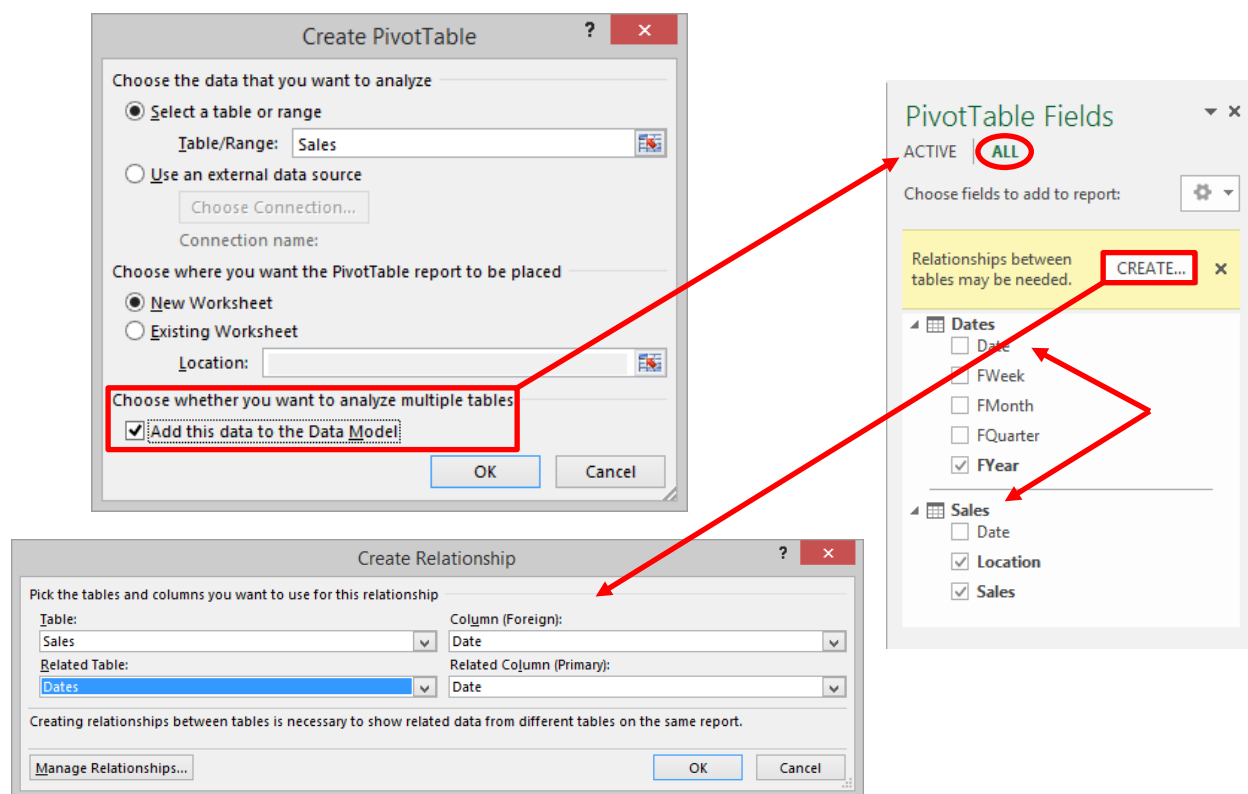 Create PivotTable
? ×
Choose the data that you want to analyze
Select a table or range
Table/Range: Sales
Use an external data source
Choose Connection...
Connection name:
Choose where you want the PivotTable report to be placed
New Worksheet
Existing Worksheet
Location:
Choose whether you want to analyze multiple tables
Add this data to the Data Model
OK Cancel
PivotTable Fields
ACTIVE ALL
Choose fields to add to report:
Relationships between
tables may be needed.
CREATE...
Dates
Date
FWeek
FMonth
FQuarter
FYear
Sales
Date
Location
Sales
Create Relationship
? ×
Pick the tables and columns you want to use for this relationship
Table: Column (Foreign):
Sales Date
Related Table: Related Column (Primary):
Dates Date
Creating relationships between tables is necessary to show related data from different tables on the same report.
Manage Relationships... OK Cancel